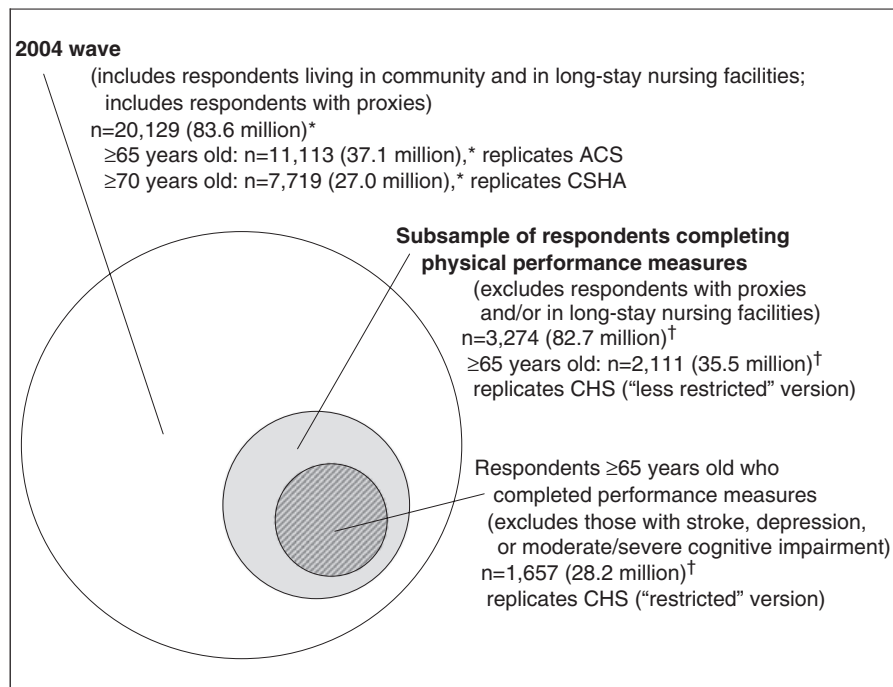 2004 wave
(includes respondents living in community and in long-stay nursing facilities;
includes respondents with proxies)
n=20,129 (83.6 million)*
≥65 years old: n=11,113 (37.1 million),* replicates ACS
≥70 years old: n=7,719 (27.0 million),* replicates CSHA
Subsample of respondents completing
physical performance measures
(excludes respondents with proxies
and/or in long-stay nursing facilities)
n=3,274 (82.7 million)†
≥65 years old: n=2,111 (35.5 million)†
replicates CHS (“less restricted” version)
Respondents ≥65 years old who
completed performance measures
(excludes those with stroke, depression,
or moderate/severe cognitive impairment)
n=1,657 (28.2 million)†
replicates CHS (“restricted” version)